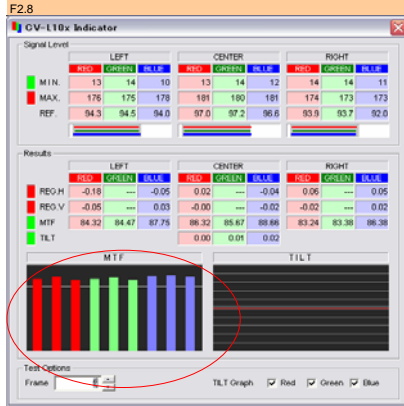 F2.8
CV-L10x Indicator
Signal Level
LEFT CENTER RIGHT
RED GREEN BLUE RED GREEN BLUE RED GREEN BLUE
MIN. 13 14 10 13 14 12 14 14 11
MAX. 176 175 178 181 180 181 174 173 173
REF. 94.3 94.5 94.0 97.0 97.2 96.6 93.9 93.7 92.0
Results
LEFT CENTER RIGHT
RED GREEN BLUE RED GREEN BLUE RED GREEN BLUE
REG.H -0.18 --- -0.05 0.02 --- -0.04 0.06 --- 0.05
REG.V -0.05 --- 0.03 -0.00 --- -0.02 -0.02 --- 0.02
MTF 84.32 84.47 87.75 86.32 85.67 88.66 83.24 83.38 86.38
TILT 0.00 0.01 0.02
MTF TILT
Test Options
Frame TILT Graph Red Green Blue